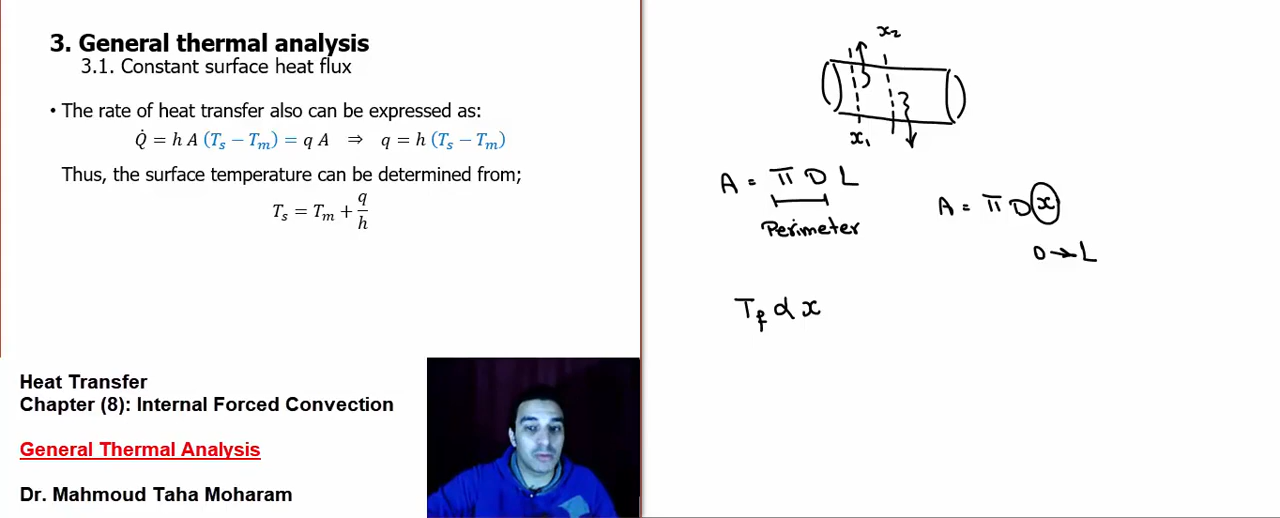 3. General thermal analysis
3.1. Constant surface heat flux
• The rate of heat transfer also can be expressed as:
Q̇ = h A (Tₛ − Tₘ) = q A ⇒ q = h (Tₛ − Tₘ)
Thus, the surface temperature can be determined from;
Tₛ = Tₘ + q/h
Heat Transfer
Chapter (8): Internal Forced Convection
General Thermal Analysis
Dr. Mahmoud Taha Moharam
x₂
x₁
A = π D L
Perimeter
A = π D x
0 → L
T_f α x